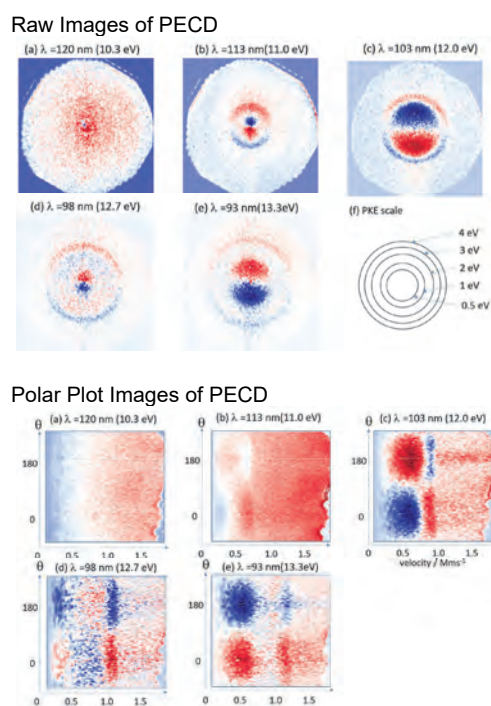 Raw Images of PECD
(a) λ =120 nm (10.3 eV) (b) λ =113 nm(11.0 eV) (c) λ =103 nm (12.0 eV)
(d) λ =98 nm (12.7 eV) (e) λ =93 nm(13.3eV) (f) PKE scale
4 eV
3 eV
2 eV
1 eV
0.5 eV
Polar Plot Images of PECD
θ (a) λ =120 nm (10.3 eV) θ (b) λ =113 nm(11.0 eV) θ (c) λ =103 nm (12.0 eV)
180 180 180
0 0 0
0.5 1.0 1.5 0.5 1.0 1.5 0 0.5 1.0 1.5
velocity / Mms⁻¹
θ (d) λ =98 nm (12.7 eV) θ (e) λ =93 nm(13.3eV)
180 180
0 0
0 0.5 1.0 1.5 0 0.5 1.0 1.5